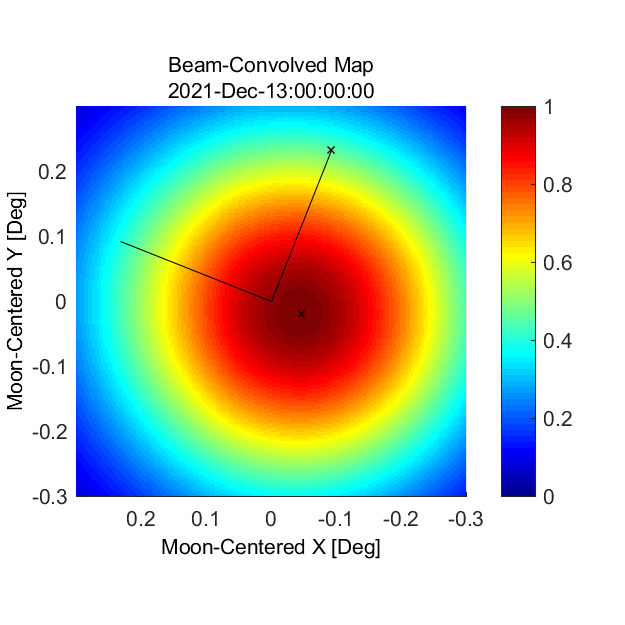 Beam-Convolved Map
2021-Dec-13:00:00:00
Moon-Centered Y [Deg]
0.2
0.1
0
-0.1
-0.2
-0.3
0.2 0.1 0 -0.1 -0.2 -0.3
Moon-Centered X [Deg]
1
0.8
0.6
0.4
0.2
0